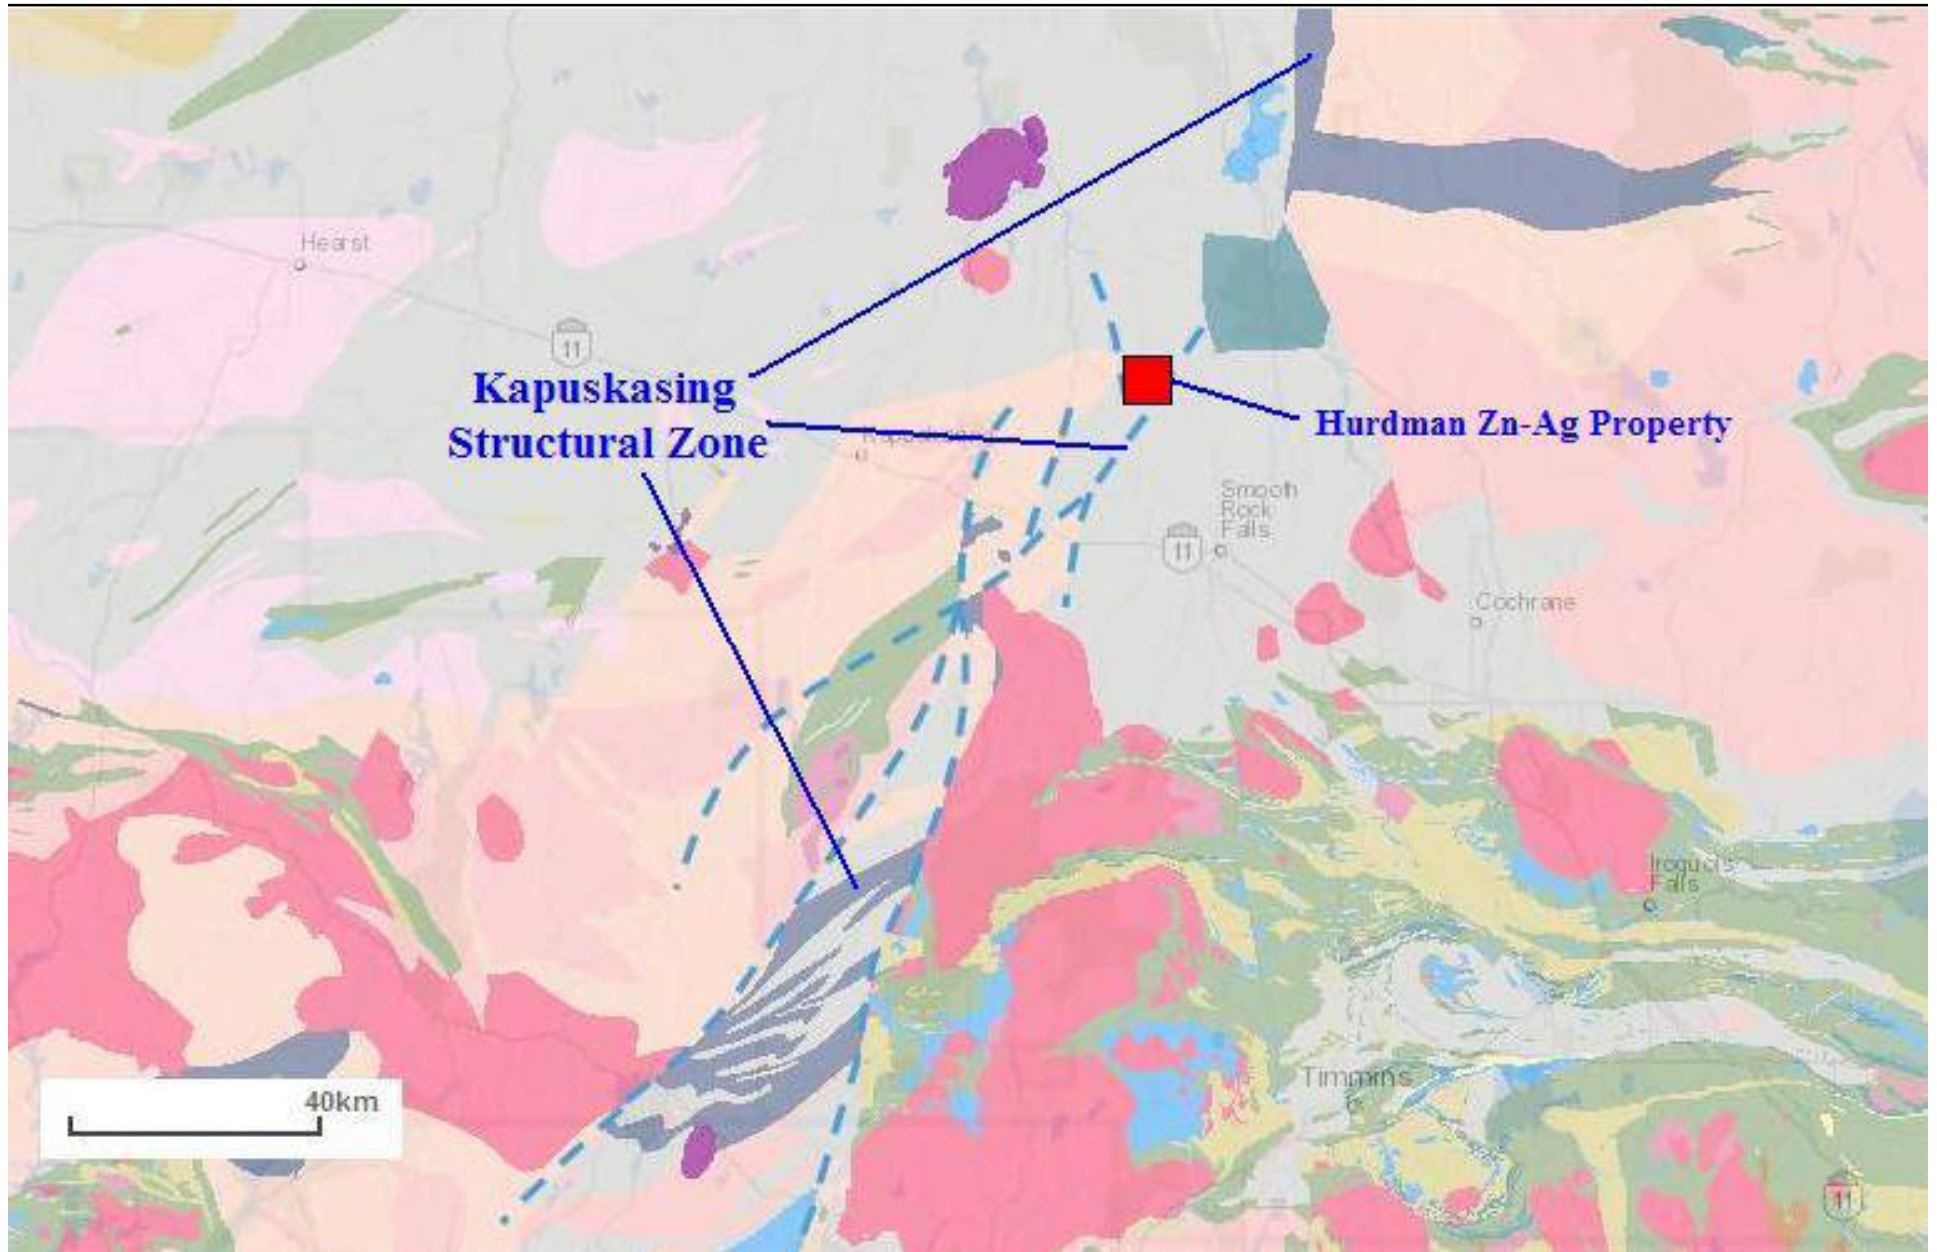 Hearst
11
Kapuskasing
Structural Zone
Kapuskasing
Hurdman Zn-Ag Property
Smooth
Rock
Falls
11
Cochrane
Iroquois
Falls
Timmins
40km
11